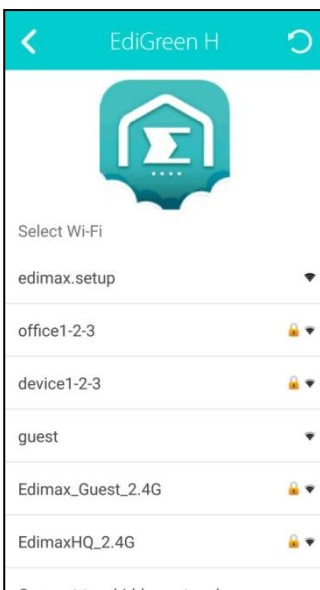 EdiGreen H
Select Wi-Fi
edimax.setup
office1-2-3
device1-2-3
guest
Edimax_Guest_2.4G
EdimaxHQ_2.4G